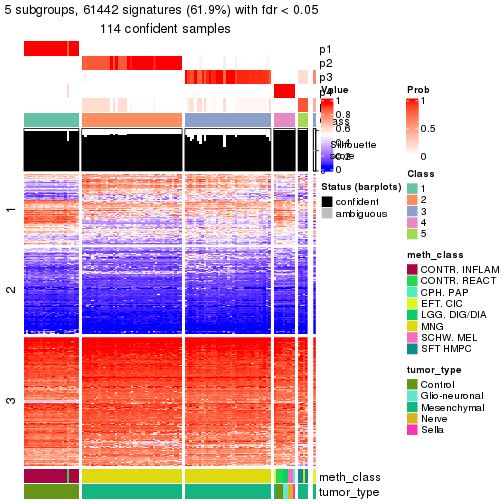 5 subgroups, 61442 signatures (61.9%) with fdr < 0.05
114 confident samples
p1
p2
p3
p4
Value
1
0.8
0.6
0.4
0.2
0
Prob
1
0.5
0
Silhouette
score
Status (barplots)
confident
ambiguous
Class
1
2
3
4
5
1
2
3
meth_class
CONTR. INFLAM
CONTR. REACT
CPH. PAP
EFT. CIC
LGG. DIG/DIA
MNG
SCHW. MEL
SFT HMPC
tumor_type
Control
Glio-neuronal
Mesenchymal
Nerve
Sella
meth_class
tumor_type